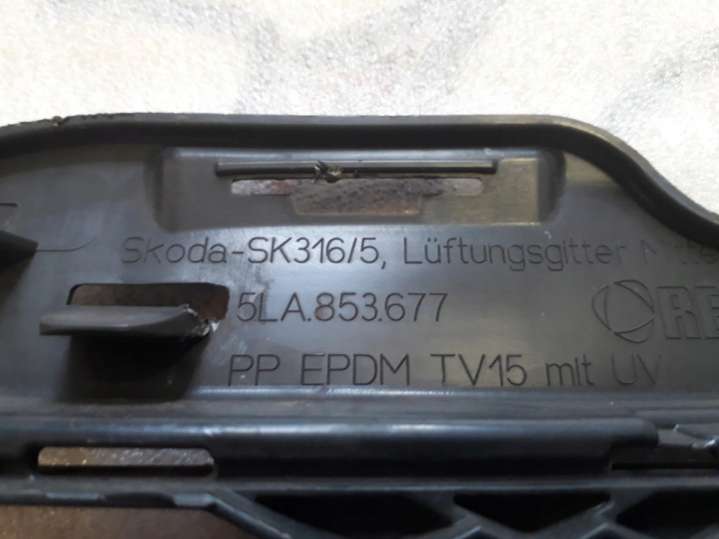 Skoda-SK316/5, Lüftungsgitter
5LA.853.677
PP EPDM TV15 mit UV